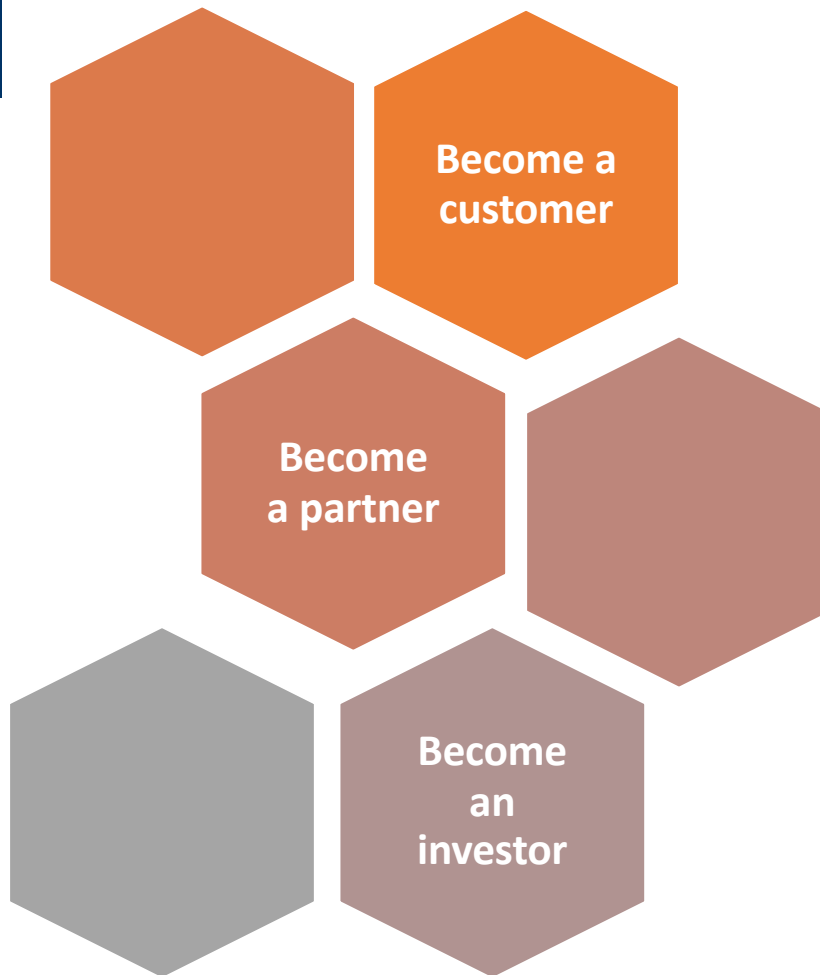 Become a
customer
Become
a partner
Become
an
investor